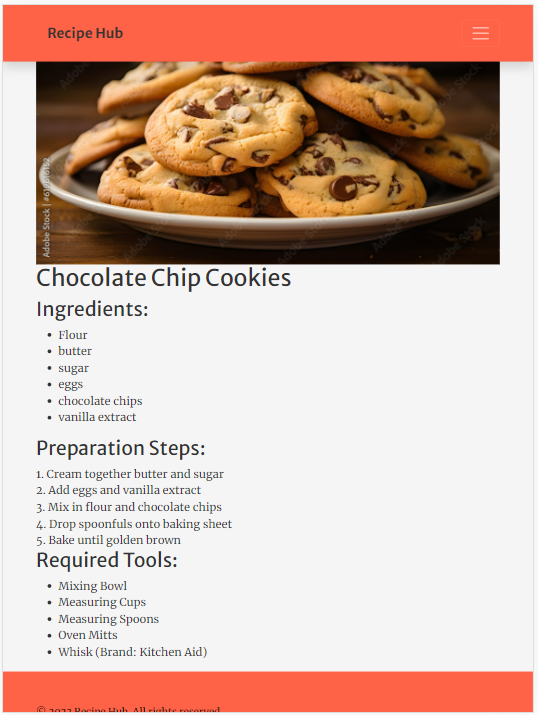 Recipe Hub
Adobe Stock | #619616152
Chocolate Chip Cookies
Ingredients:
• Flour
• butter
• sugar
• eggs
• chocolate chips
• vanilla extract
Preparation Steps:
1. Cream together butter and sugar
2. Add eggs and vanilla extract
3. Mix in flour and chocolate chips
4. Drop spoonfuls onto baking sheet
5. Bake until golden brown
Required Tools:
• Mixing Bowl
• Measuring Cups
• Measuring Spoons
• Oven Mitts
• Whisk (Brand: Kitchen Aid)
© 2023 Recipe Hub. All rights reserved.